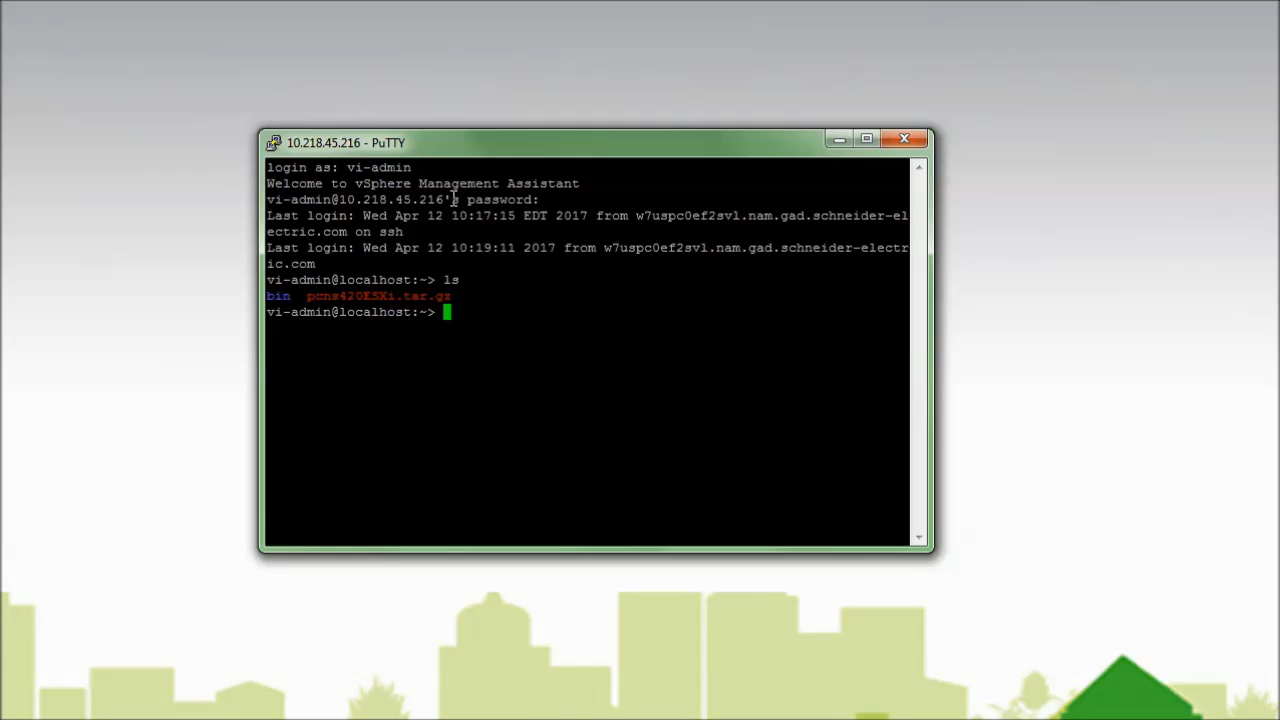 10.218.45.216 - PuTTY
login as: vi-admin
Welcome to vSphere Management Assistant
vi-admin@10.218.45.216's password:
Last login: Wed Apr 12 10:17:15 EDT 2017 from w7uspc0ef2svl.nam.gad.schneider-el
ectric.com on ssh
Last login: Wed Apr 12 10:19:11 2017 from w7uspc0ef2svl.nam.gad.schneider-electr
ic.com
vi-admin@localhost:~> ls
bin  pcns420ESXi.tar.gz
vi-admin@localhost:~>